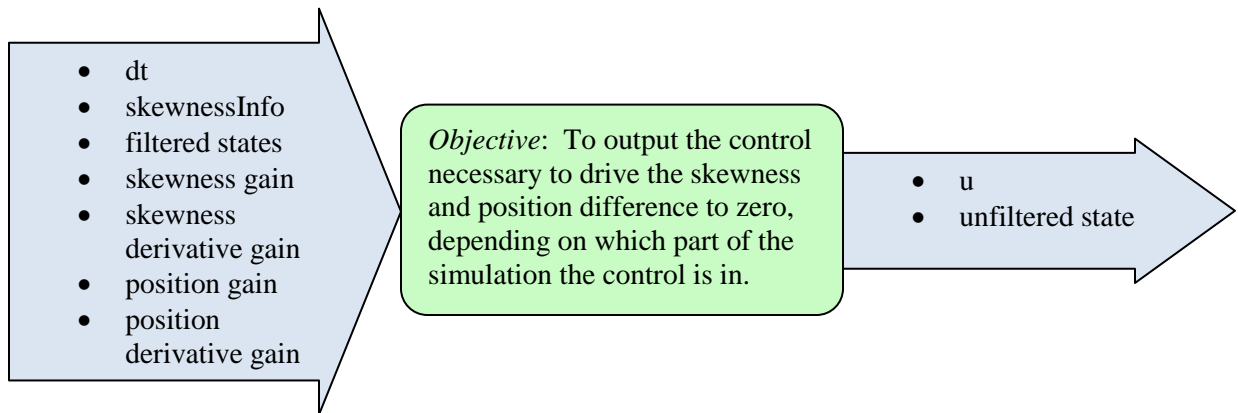 • dt
• skewnessInfo
• filtered states
• skewness gain
• skewness
derivative gain
• position gain
• position
derivative gain
Objective: To output the control
necessary to drive the skewness
and position difference to zero,
depending on which part of the
simulation the control is in.
• u
• unfiltered state